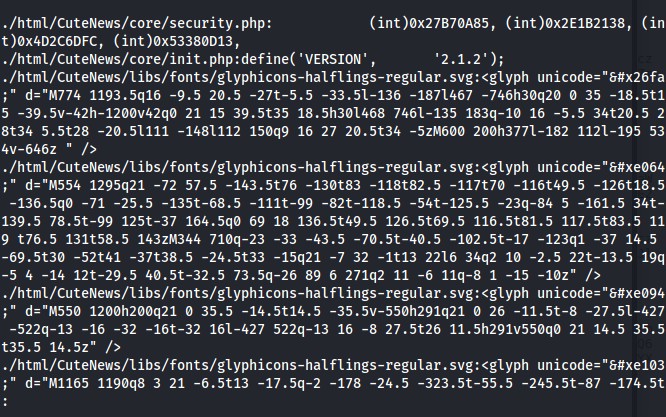 ./html/CuteNews/core/security.php:            (int)0x27B70A85, (int)0x2E1B2138, (in
t)0x4D2C6DFC, (int)0x53380D13,
./html/CuteNews/core/init.php:define('VERSION',       '2.1.2');
./html/CuteNews/libs/fonts/glyphicons-halflings-regular.svg:<glyph unicode="&#x26fa
;" d="M774 1193.5q16 -9.5 20.5 -27t-5.5 -33.5l-136 -187l467 -746h30q20 0 35 -18.5t1
5 -39.5v-42h-1200v42q0 21 15 39.5t35 18.5h30l468 746l-135 183q-10 16 -5.5 34t20.5 2
8t34 5.5t28 -20.5l111 -148l112 150q9 16 27 20.5t34 -5zM600 200h377l-182 112l-195 53
4v-646z " />
./html/CuteNews/libs/fonts/glyphicons-halflings-regular.svg:<glyph unicode="&#xe064
;" d="M554 1295q21 -72 57.5 -143.5t76 -130t83 -118t82.5 -117t70 -116t49.5 -126t18.5
 -136.5q0 -71 -25.5 -135t-68.5 -111t-99 -82t-118.5 -54t-125.5 -23q-84 5 -161.5 34t-
139.5 78.5t-99 125t-37 164.5q0 69 18 136.5t49.5 126.5t69.5 116.5t81.5 117.5t83.5 11
9 t76.5 131t58.5 143zM344 710q-23 -33 -43.5 -70.5t-40.5 -102.5t-17 -123q1 -37 14.5
-69.5t30 -52t41 -37t38.5 -24.5t33 -15q21 -7 32 -1t13 22l6 34q2 10 -2.5 22t-13.5 19q
-5 4 -14 12t-29.5 40.5t-32.5 73.5q-26 89 6 271q2 11 -6 11q-8 1 -15 -10z" />
./html/CuteNews/libs/fonts/glyphicons-halflings-regular.svg:<glyph unicode="&#xe094
;" d="M550 1200h200q21 0 35.5 -14.5t14.5 -35.5v-550h291q21 0 26 -11.5t-8 -27.5l-427
 -522q-13 -16 -32 -16t-32 16l-427 522q-13 16 -8 27.5t26 11.5h291v550q0 21 14.5 35.5
t35.5 14.5z" />
./html/CuteNews/libs/fonts/glyphicons-halflings-regular.svg:<glyph unicode="&#xe103
;" d="M1165 1190q8 3 21 -6.5t13 -17.5q-2 -178 -24.5 -323.5t-55.5 -245.5t-87 -174.5t
: